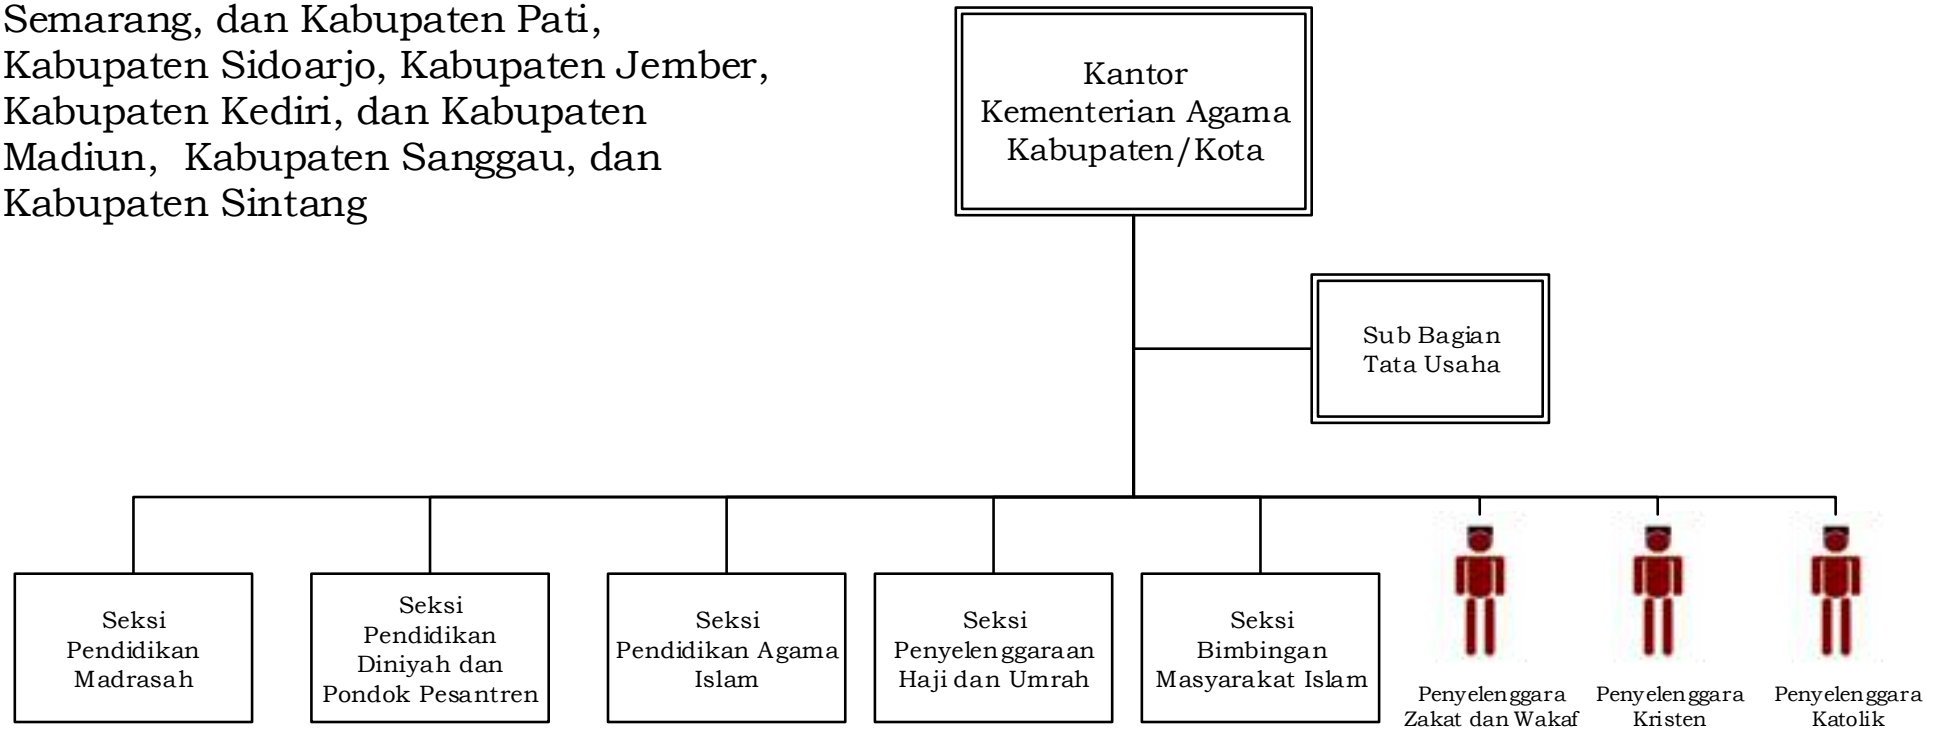 Semarang, dan Kabupaten Pati,
Kabupaten Sidoarjo, Kabupaten Jember,
Kabupaten Kediri, dan Kabupaten
Madiun, Kabupaten Sanggau, dan
Kabupaten Sintang
Kantor
Kementerian Agama
Kabupaten/Kota
Sub Bagian
Tata Usaha
Seksi
Pendidikan
Madrasah
Seksi
Pendidikan
Diniyah dan
Pondok Pesantren
Seksi
Pendidikan Agama
Islam
Seksi
Penyelenggaraan
Haji dan Umrah
Seksi
Bimbingan
Masyarakat Islam
Penyelenggara
Zakat dan Wakaf
Penyelenggara
Kristen
Penyelenggara
Katolik